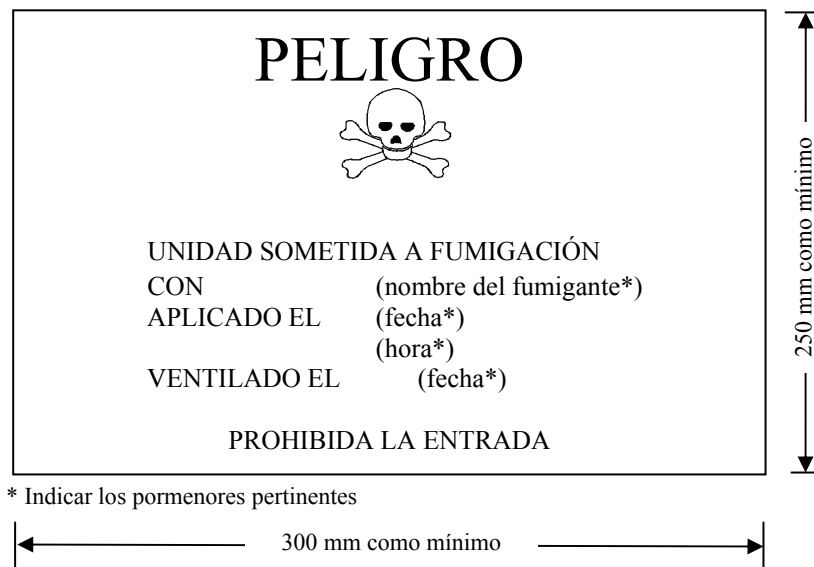 PELIGRO
UNIDAD SOMETIDA A FUMIGACIÓN
CON (nombre del fumigante*)
APLICADO EL (fecha*)
(hora*)
VENTILADO EL (fecha*)
PROHIBIDA LA ENTRADA
250 mm como mínimo
* Indicar los pormenores pertinentes
300 mm como mínimo